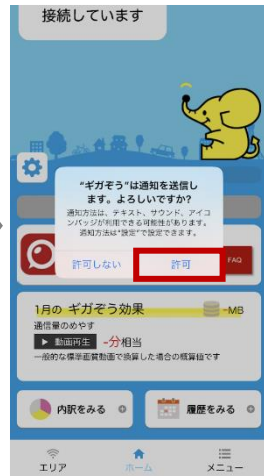 接続しています
"ギガぞう"は通知を送信し
ます。よろしいですか?
通知方法は、テキスト、サウンド、アイコ
ンバッジが利用できる可能性があります。
通知方法は"設定"で設定できます。
許可しない
許可
FAQ
1月の ギガぞう効果
-MB
通信量のめやす
▶ 動画再生 -分相当
一般的な標準画質動画で換算した場合の概算値です
内訳をみる
履歴をみる
エリア
ホーム
メニュー